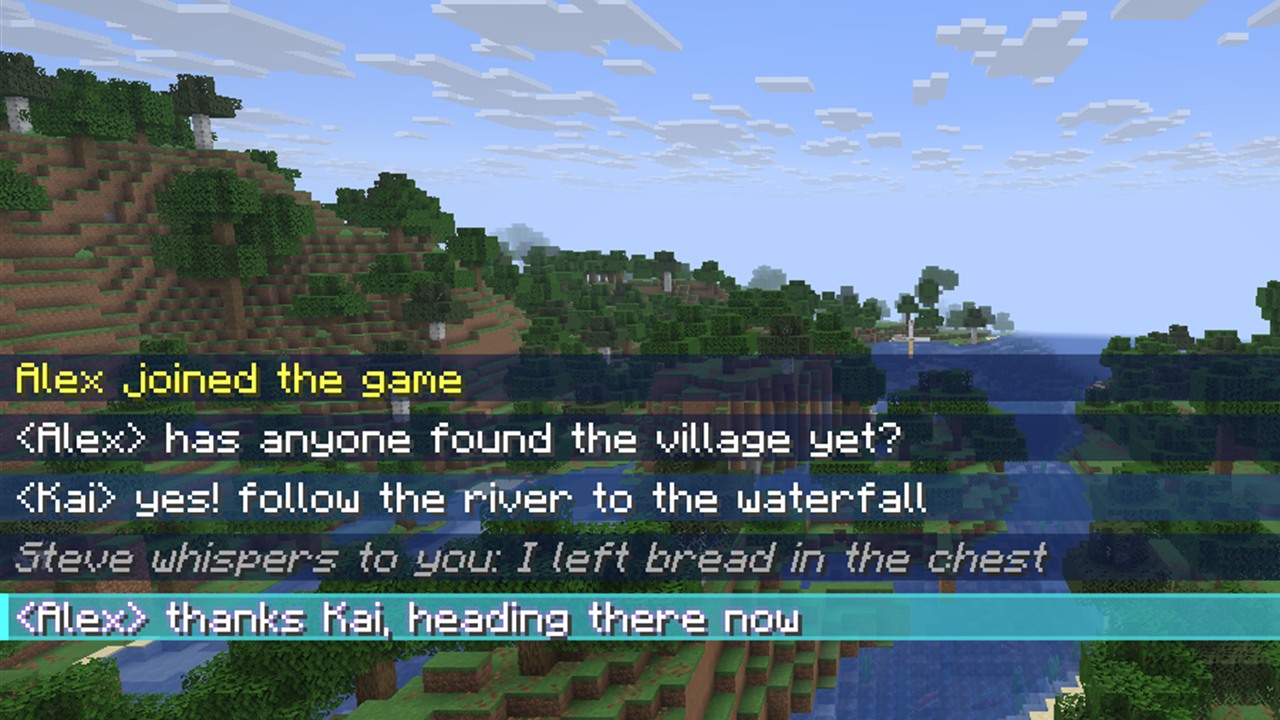 Alex joined the game
<Alex> has anyone found the village yet?
<Kai> yes! follow the river to the waterfall
Steve whispers to you: I left bread in the chest
<Alex> thanks Kai, heading there now